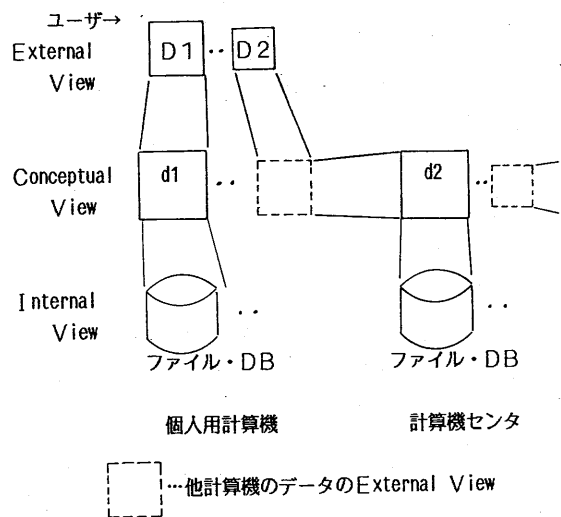 ユーザ→
External View
D1 ‥ D2
Conceptual View
d1 ‥
d2 ‥
Internal View
‥
‥
ファイル・DB
ファイル・DB
個人用計算機
計算機センタ
…他計算機のデータのExternal View